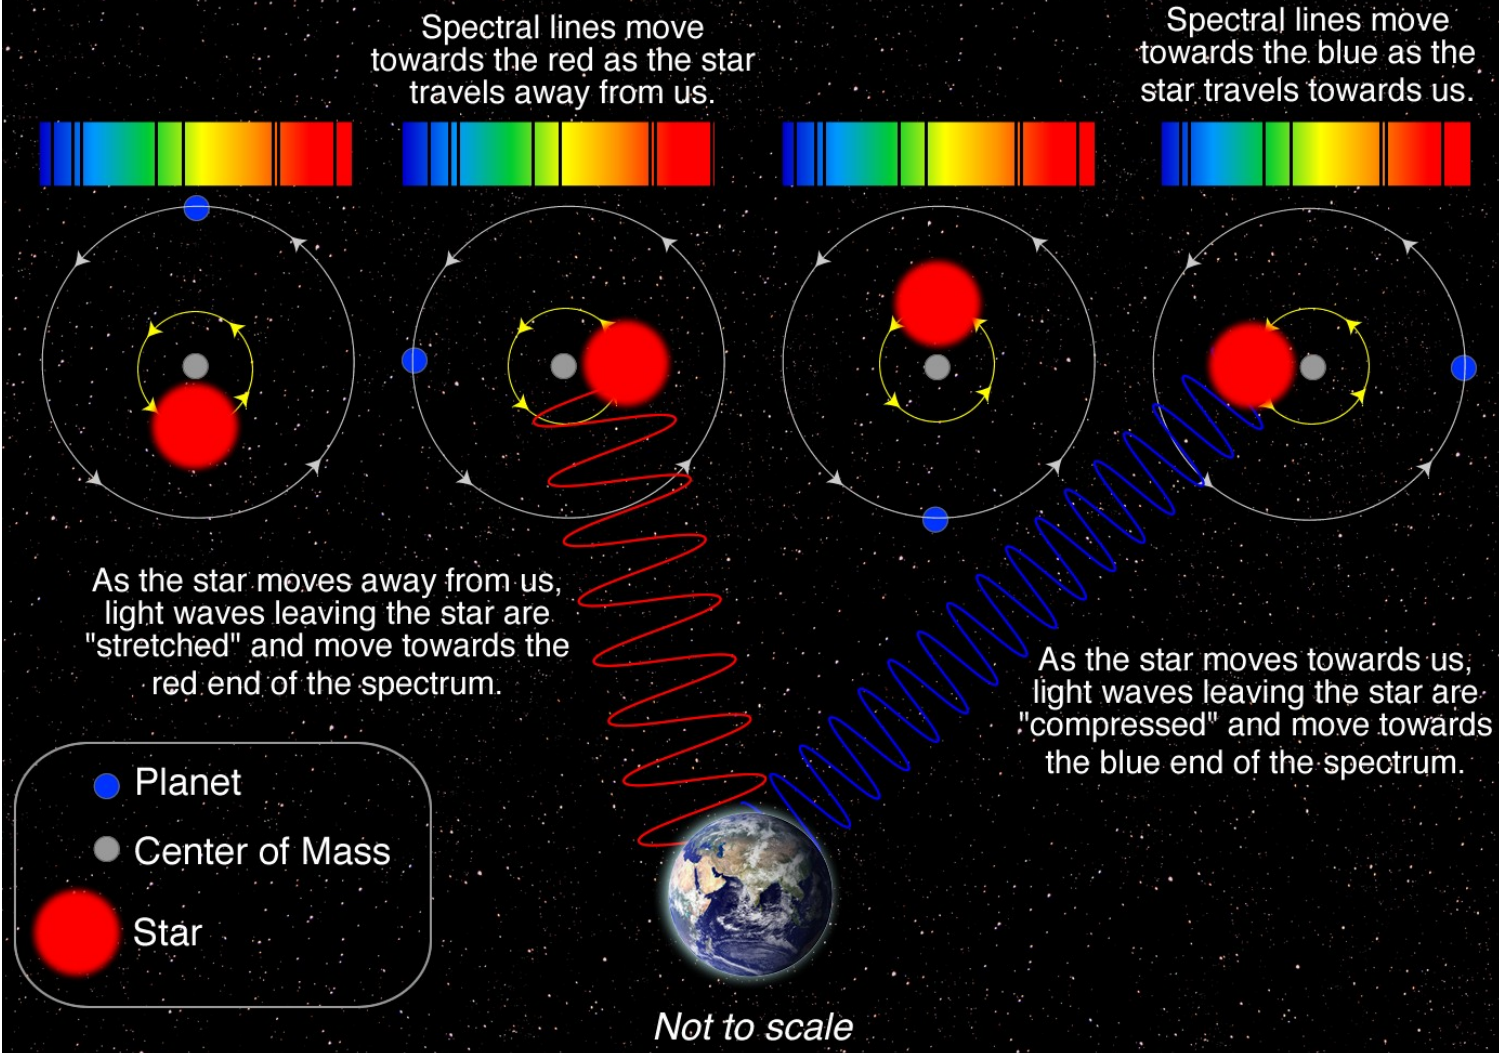 Spectral lines move
towards the red as the star
travels away from us.
Spectral lines move
towards the blue as the
star travels towards us.
As the star moves away from us,
light waves leaving the star are
"stretched" and move towards the
red end of the spectrum.
As the star moves towards us,
light waves leaving the star are
"compressed" and move towards
the blue end of the spectrum.
Planet
Center of Mass
Star
Not to scale